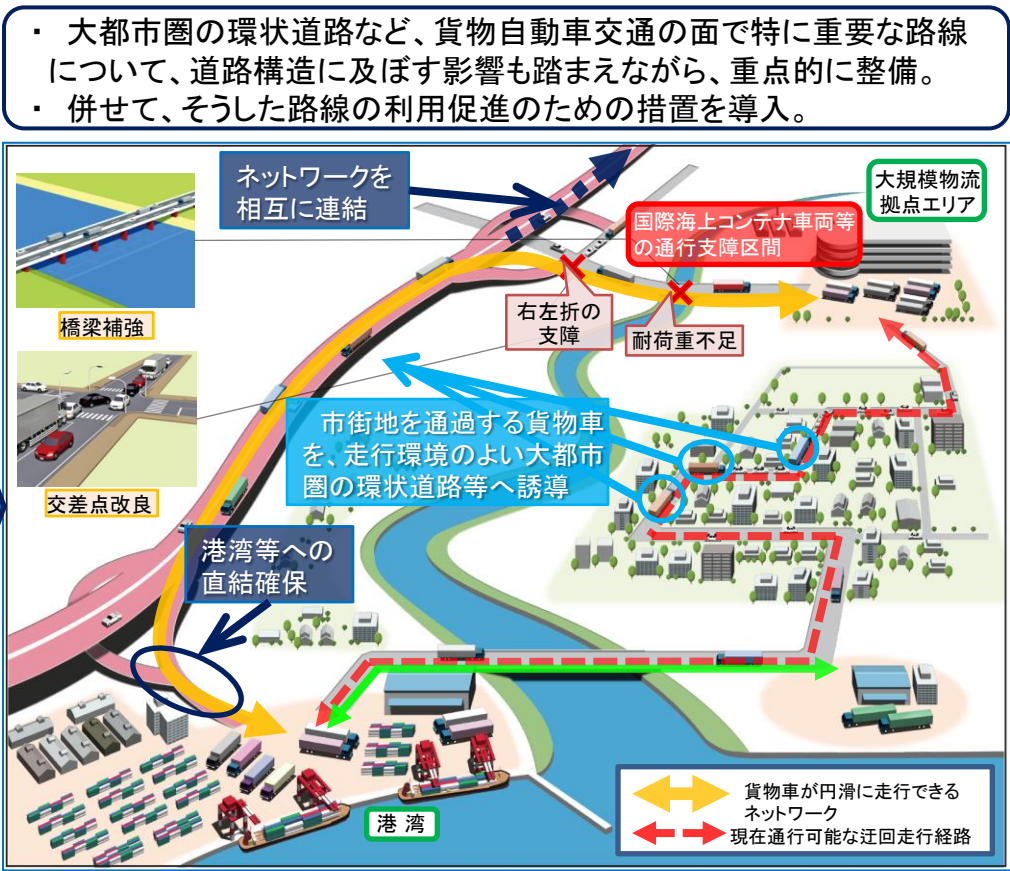 ・ 大都市圏の環状道路など、貨物自動車交通の面で特に重要な路線
について、道路構造に及ぼす影響も踏まえながら、重点的に整備。
・ 併せて、そうした路線の利用促進のための措置を導入。
ネットワークを
相互に連結
大規模物流
拠点エリア
国際海上コンテナ車両等
の通行支障区間
橋梁補強
右左折の
支障
耐荷重不足
市街地を通過する貨物車
を、走行環境のよい大都市
圏の環状道路等へ誘導
交差点改良
港湾等への
直結確保
港 湾
貨物車が円滑に走行できる
ネットワーク
現在通行可能な迂回走行経路